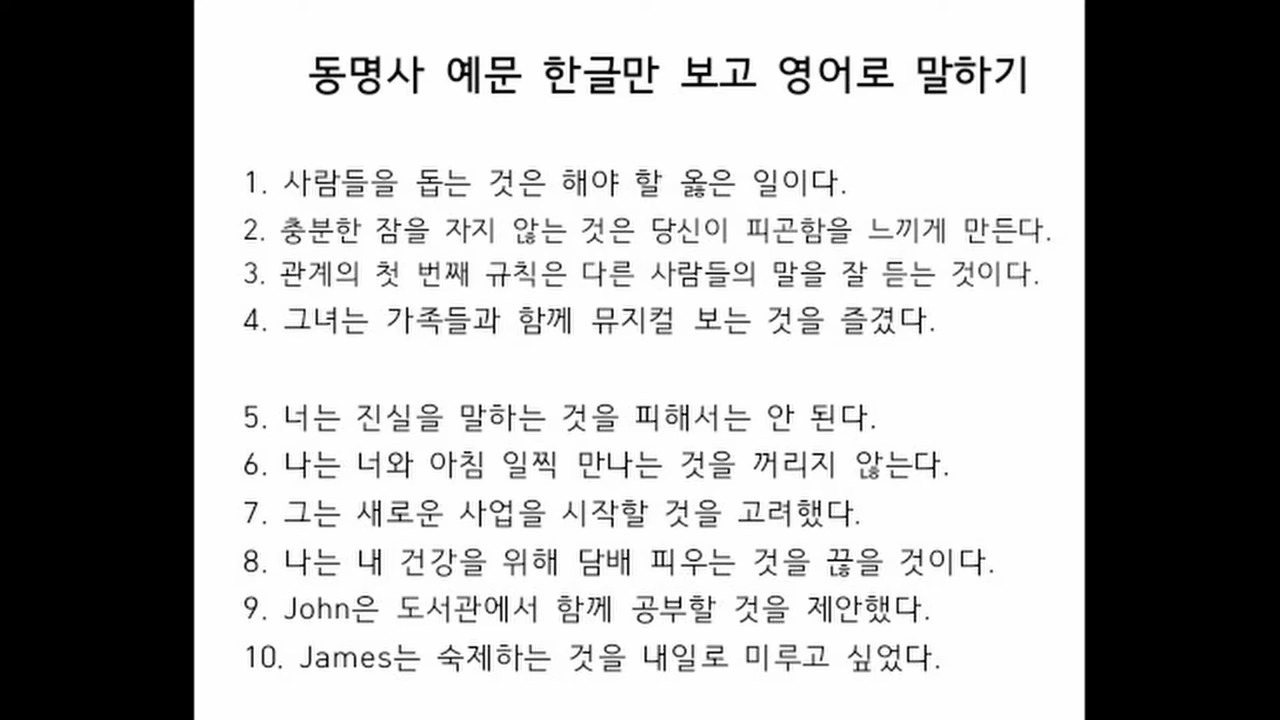 동명사 예문 한글만 보고 영어로 말하기
1. 사람들을 돕는 것은 해야 할 옳은 일이다.
2. 충분한 잠을 자지 않는 것은 당신이 피곤함을 느끼게 만든다.
3. 관계의 첫 번째 규칙은 다른 사람들의 말을 잘 듣는 것이다.
4. 그녀는 가족들과 함께 뮤지컬 보는 것을 즐겼다.
5. 너는 진실을 말하는 것을 피해서는 안 된다.
6. 나는 너와 아침 일찍 만나는 것을 꺼리지 않는다.
7. 그는 새로운 사업을 시작할 것을 고려했다.
8. 나는 내 건강을 위해 담배 피우는 것을 끊을 것이다.
9. John은 도서관에서 함께 공부할 것을 제안했다.
10. James는 숙제하는 것을 내일로 미루고 싶었다.